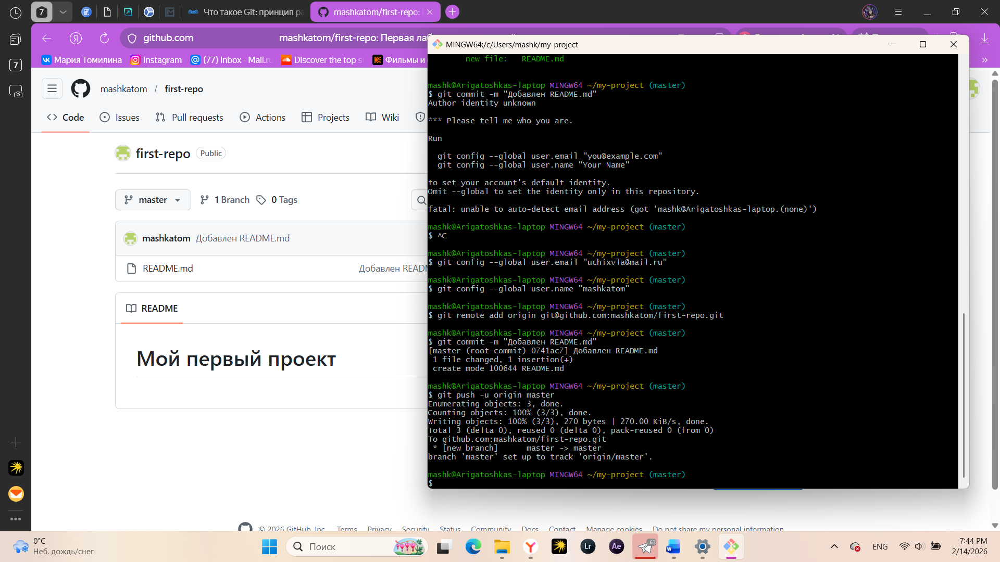 7
Что такое Git: принцип ра
mashkatom/first-repo:
github.com
mashkatom/first-repo: Первая лаб
7
Мария Томилина
Instagram
(77) Inbox - Mail.ru
Discover the top s
Фильмы и
mashkatom / first-repo
Code
Issues
Pull requests
Actions
Projects
Wiki
first-repo
Public
master
1 Branch
0 Tags
mashkatom Добавлен README.md
README.md
Добавлен READM
README
Мой первый проект
© 2026 GitHub, Inc.
Terms
Privacy
Security
Status
Community
Docs
Contact
Manage cookies
Do not share my personal information
MINGW64:/c/Users/mashk/my-project
new file:   README.md
mashk@Arigatoshkas-laptop MINGW64 ~/my-project (master)
$ git commit -m "Добавлен README.md"
Author identity unknown
*** Please tell me who you are.
Run
git config --global user.email "you@example.com"
git config --global user.name "Your Name"
to set your account's default identity.
Omit --global to set the identity only in this repository.
fatal: unable to auto-detect email address (got 'mashk@Arigatoshkas-laptop.(none)')
mashk@Arigatoshkas-laptop MINGW64 ~/my-project (master)
$ ^C
mashk@Arigatoshkas-laptop MINGW64 ~/my-project (master)
$ git config --global user.email "uchixvla@mail.ru"
mashk@Arigatoshkas-laptop MINGW64 ~/my-project (master)
$ git config --global user.name "mashkatom"
mashk@Arigatoshkas-laptop MINGW64 ~/my-project (master)
$ git remote add origin git@github.com:mashkatom/first-repo.git
mashk@Arigatoshkas-laptop MINGW64 ~/my-project (master)
$ git commit -m "Добавлен README.md"
[master (root-commit) 0741ac7] Добавлен README.md
1 file changed, 1 insertion(+)
create mode 100644 README.md
mashk@Arigatoshkas-laptop MINGW64 ~/my-project (master)
$ git push -u origin master
Enumerating objects: 3, done.
Counting objects: 100% (3/3), done.
Writing objects: 100% (3/3), 270 bytes | 270.00 KiB/s, done.
Total 3 (delta 0), reused 0 (delta 0), pack-reused 0 (from 0)
To github.com:mashkatom/first-repo.git
* [new branch]      master -> master
branch 'master' set up to track 'origin/master'.
mashk@Arigatoshkas-laptop MINGW64 ~/my-project (master)
$
0°C
Неб. дождь/снег
Поиск
Lr
Ae
63
ENG
7:44 PM
2/14/2026